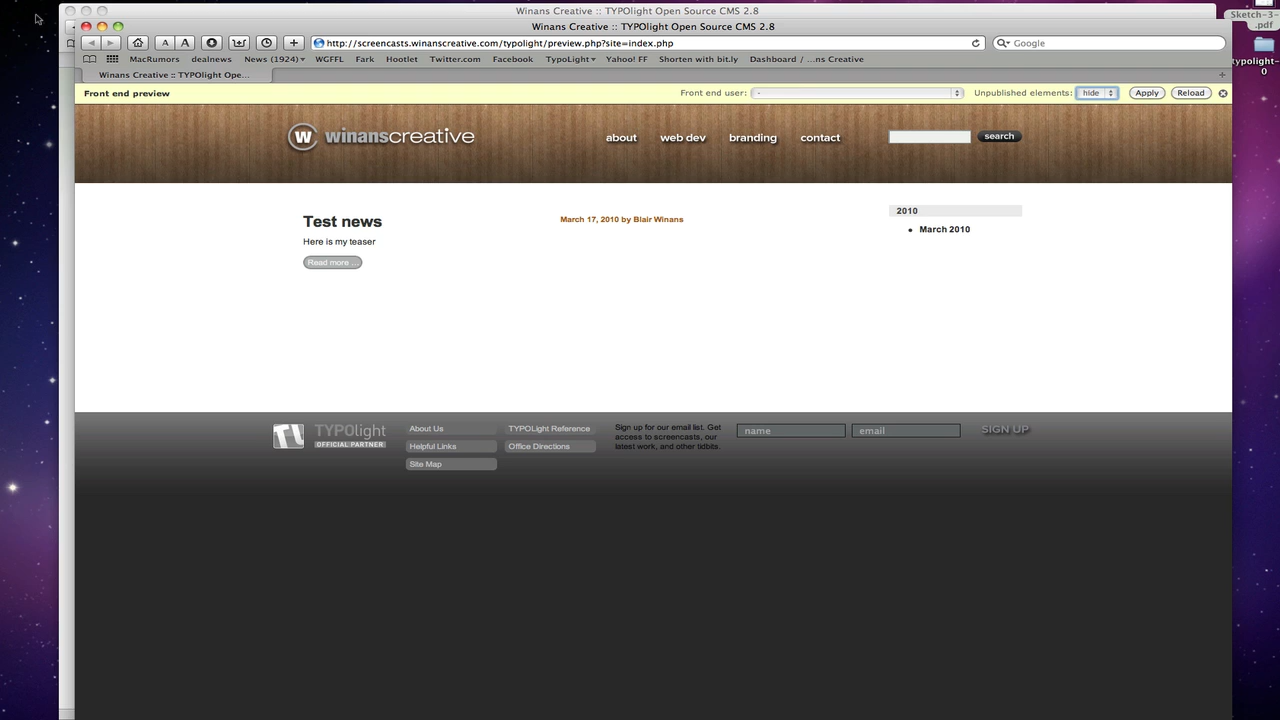 Winans Creative :: TYPOlight Open Source CMS 2.8
Winans Creative :: TYPOlight Open Source CMS 2.8
Sketch-3-
.pdf
A A http://screencasts.winanscreative.com/typolight/preview.php?site=index.php Google
MacRumors dealnews News (1924) WGFFL Fark Hootlet Twitter.com Facebook TypoLight Yahoo! FF Shorten with bit.ly Dashboard / ...ns Creative
typolight-
0
Winans Creative :: TYPOlight Ope...
Front end preview Front end user: - Unpublished elements: hide Apply Reload
w winanscreative about web dev branding contact search
Test news March 17, 2010 by Blair Winans 2010
Here is my teaser March 2010
Read more ...
TYPOlight OFFICIAL PARTNER
About Us TYPOLight Reference
Helpful Links Office Directions
Site Map
Sign up for our email list. Get
access to screencasts, our
latest work, and other tidbits.
name email SIGN UP